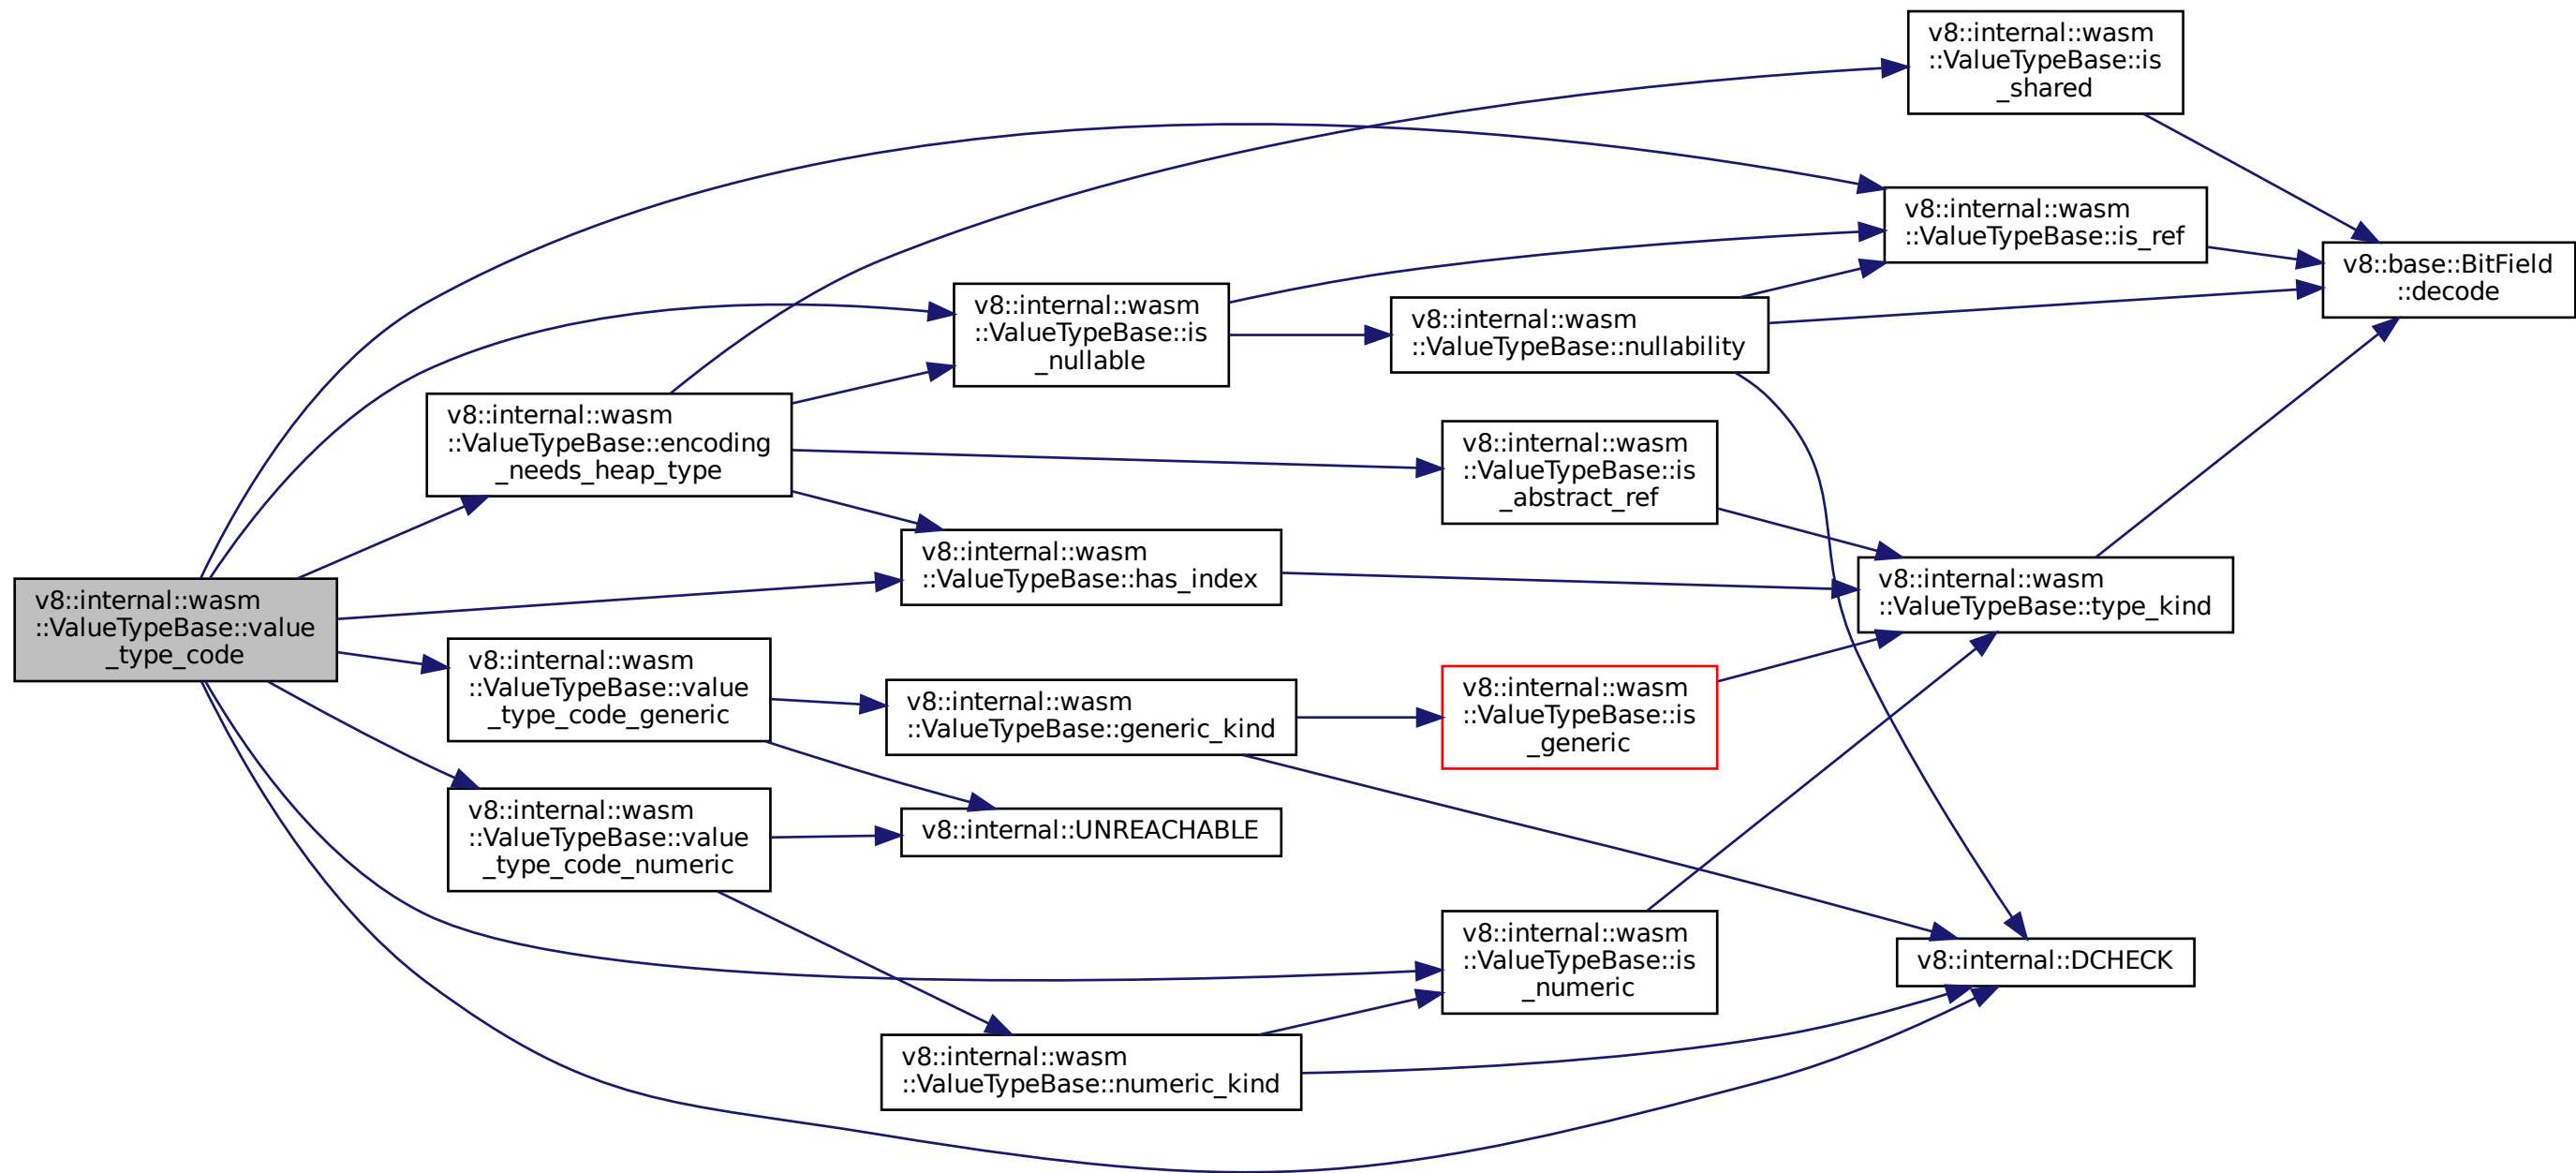 v8::internal::wasm
::ValueTypeBase::value
_type_code
v8::internal::wasm
::ValueTypeBase::encoding
_needs_heap_type
v8::internal::wasm
::ValueTypeBase::value
_type_code_generic
v8::internal::wasm
::ValueTypeBase::value
_type_code_numeric
v8::internal::wasm
::ValueTypeBase::is
_nullable
v8::internal::wasm
::ValueTypeBase::has_index
v8::internal::wasm
::ValueTypeBase::generic_kind
v8::internal::UNREACHABLE
v8::internal::wasm
::ValueTypeBase::numeric_kind
v8::internal::wasm
::ValueTypeBase::nullability
v8::internal::wasm
::ValueTypeBase::is
_abstract_ref
v8::internal::wasm
::ValueTypeBase::is
_generic
v8::internal::wasm
::ValueTypeBase::is
_numeric
v8::internal::wasm
::ValueTypeBase::is
_shared
v8::internal::wasm
::ValueTypeBase::is_ref
v8::internal::wasm
::ValueTypeBase::type_kind
v8::internal::DCHECK
v8::base::BitField
::decode